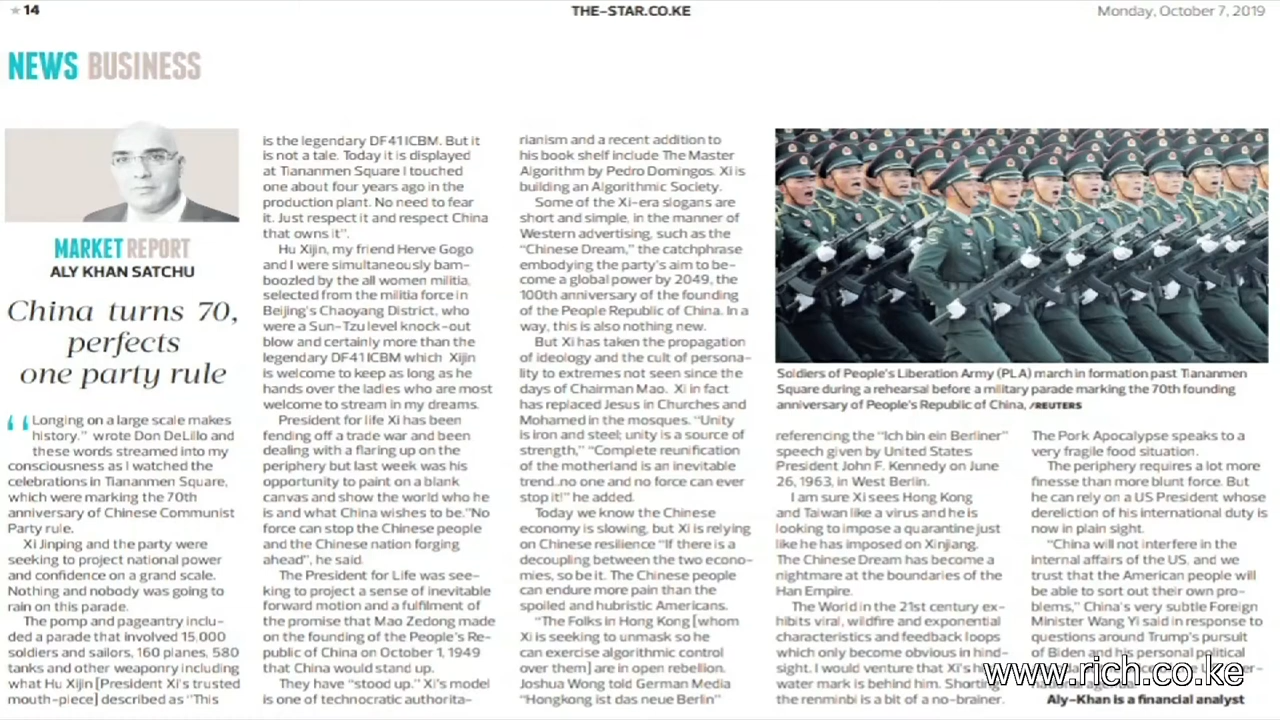 ★14
THE-STAR.CO.KE
Monday, October 7, 2019
NEWS BUSINESS
MARKET REPORT
ALY KHAN SATCHU
China turns 70,
perfects
one party rule
“Longing on a large scale makes
history.” wrote Don DeLillo and
these words streamed into my
consciousness as I watched the
celebrations in Tiananmen Square,
which were marking the 70th
anniversary of Chinese Communist
Party rule.
Xi Jinping and the party were
seeking to project national power
and confidence on a grand scale.
Nothing and nobody was going to
rain on this parade.
The pomp and pageantry inclu-
ded a parade that involved 15,000
soldiers and sailors, 160 planes, 580
tanks and other weaponry including
what Hu Xijin [President Xi's trusted
mouth-piece] described as “This
is the legendary DF41 ICBM. But it
is not a tale. Today it is displayed
at Tiananmen Square I touched
one about four years ago in the
production plant. No need to fear
it. Just respect it and respect China
that owns it”.
Hu Xijin, my friend Herve Gogo
and I were simultaneously bam-
boozled by the all women militia,
selected from the militia force in
Beijing's Chaoyang District, who
were a Sun-Tzu level knock-out
blow and certainly more than the
legendary DF41 ICBM which Xijin
is welcome to keep as long as he
hands over the ladies who are most
welcome to stream in my dreams.
President for life Xi has been
fending off a trade war and been
dealing with a flaring up on the
periphery but last week was his
opportunity to paint on a blank
canvas and show the world who he
is and what China wishes to be.“No
force can stop the Chinese people
and the Chinese nation forging
ahead”, he said.
The President for Life was see-
king to project a sense of inevitable
forward motion and a fulfilment of
the promise that Mao Zedong made
on the founding of the People's Re-
public of China on October 1, 1949
that China would stand up.
They have “stood up.” Xi's model
is one of technocratic authorita-
rianism and a recent addition to
his book shelf include The Master
Algorithm by Pedro Domingos. Xi is
building an Algorithmic Society.
Some of the Xi-era slogans are
short and simple, in the manner of
Western advertising, such as the
“Chinese Dream,” the catchphrase
embodying the party's aim to be-
come a global power by 2049, the
100th anniversary of the founding
of the People Republic of China. In a
way, this is also nothing new.
But Xi has taken the propagation
of ideology and the cult of persona-
lity to extremes not seen since the
days of Chairman Mao. Xi in fact
has replaced Jesus in Churches and
Mohamed in the mosques. “Unity
is iron and steel; unity is a source of
strength,” “Complete reunification
of the motherland is an inevitable
trend..no one and no force can ever
stop it!” he added.
Today we know the Chinese
economy is slowing, but Xi is relying
on Chinese resilience “If there is a
decoupling between the two econo-
mies, so be it. The Chinese people
can endure more pain than the
spoiled and hubristic Americans.
“The Folks in Hong Kong [whom
Xi is seeking to unmask so he
can exercise algorithmic control
over them] are in open rebellion.
Joshua Wong told German Media
“Hongkong ist das neue Berlin”
Soldiers of People's Liberation Army (PLA) march in formation past Tiananmen
Square during a rehearsal before a military parade marking the 70th founding
anniversary of People's Republic of China, /REUTERS
referencing the “Ich bin ein Berliner”
speech given by United States
President John F. Kennedy on June
26, 1963, in West Berlin.
I am sure Xi sees Hong Kong
and Taiwan like a virus and he is
looking to impose a quarantine just
like he has imposed on Xinjiang.
The Chinese Dream has become a
nightmare at the boundaries of the
Han Empire.
The World in the 21st century ex-
hibits viral, wildfire and exponential
characteristics and feedback loops
which only become obvious in hind-
sight. I would venture that Xi's
water mark is behind him. Shorting
the renminbi is a bit of a no-brainer.
The Pork Apocalypse speaks to a
very fragile food situation.
The periphery requires a lot more
finesse than more blunt force. But
he can rely on a US President whose
dereliction of his international duty is
now in plain sight.
“China will not interfere in the
internal affairs of the US, and we
trust that the American people will
be able to sort out their own pro-
blems,” China's very subtle Foreign
Minister Wang Yi said in response to
questions around Trump's pursuit
of Biden and his personal political
Aly-Khan is a financial analyst
www.rich.co.ke